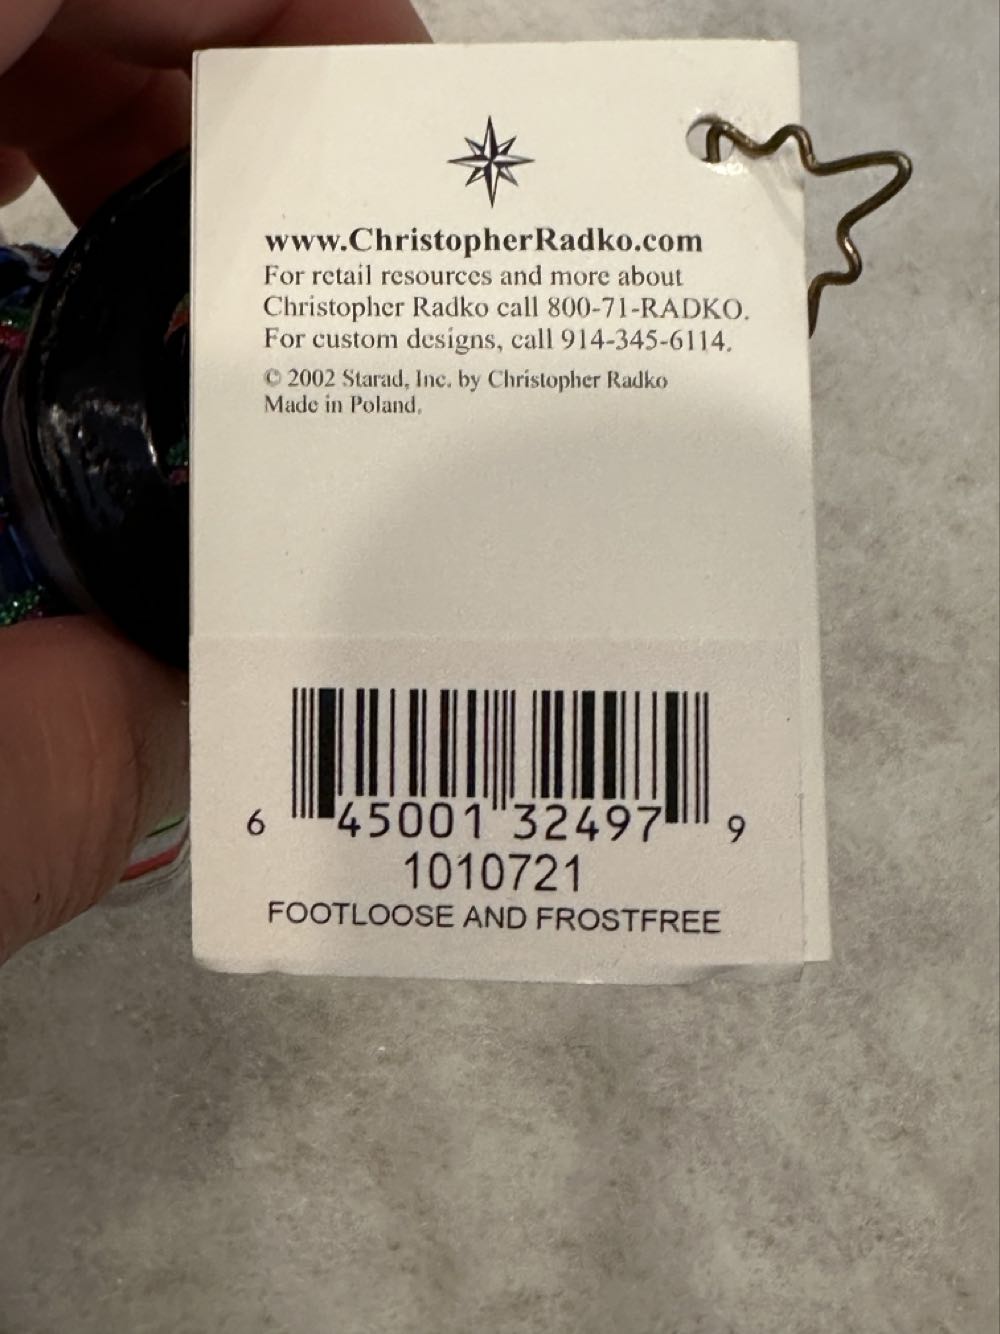 www.ChristopherRadko.com
For retail resources and more about
Christopher Radko call 800-71-RADKO.
For custom designs, call 914-345-6114.
© 2002 Starad, Inc. by Christopher Radko
Made in Poland.
6 45001 32497 9
1010721
FOOTLOOSE AND FROSTFREE